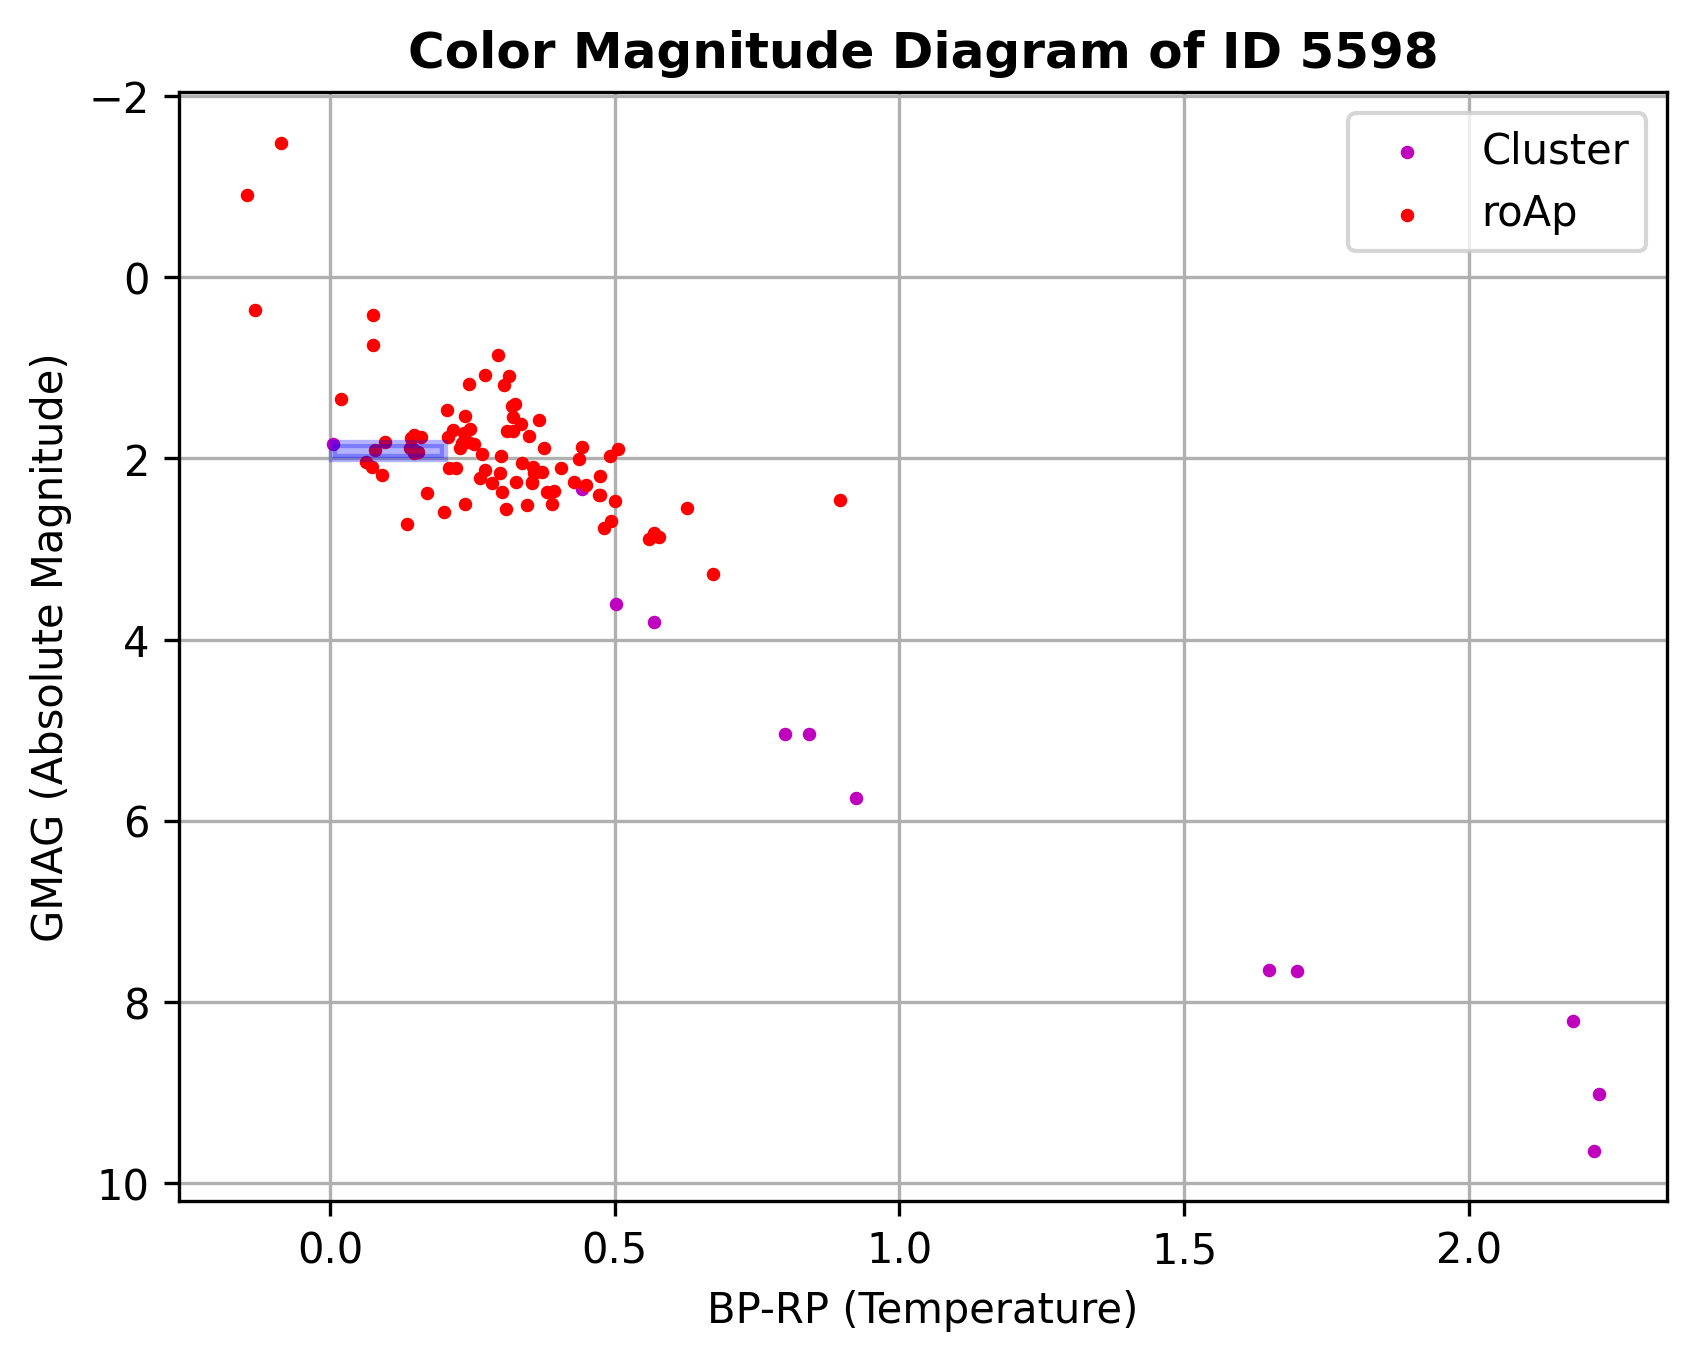 Color Magnitude Diagram of ID 5598
Cluster
roAp
−2
0
2
4
6
8
10
GMAG (Absolute Magnitude)
0.0 0.5 1.0 1.5 2.0
BP-RP (Temperature)